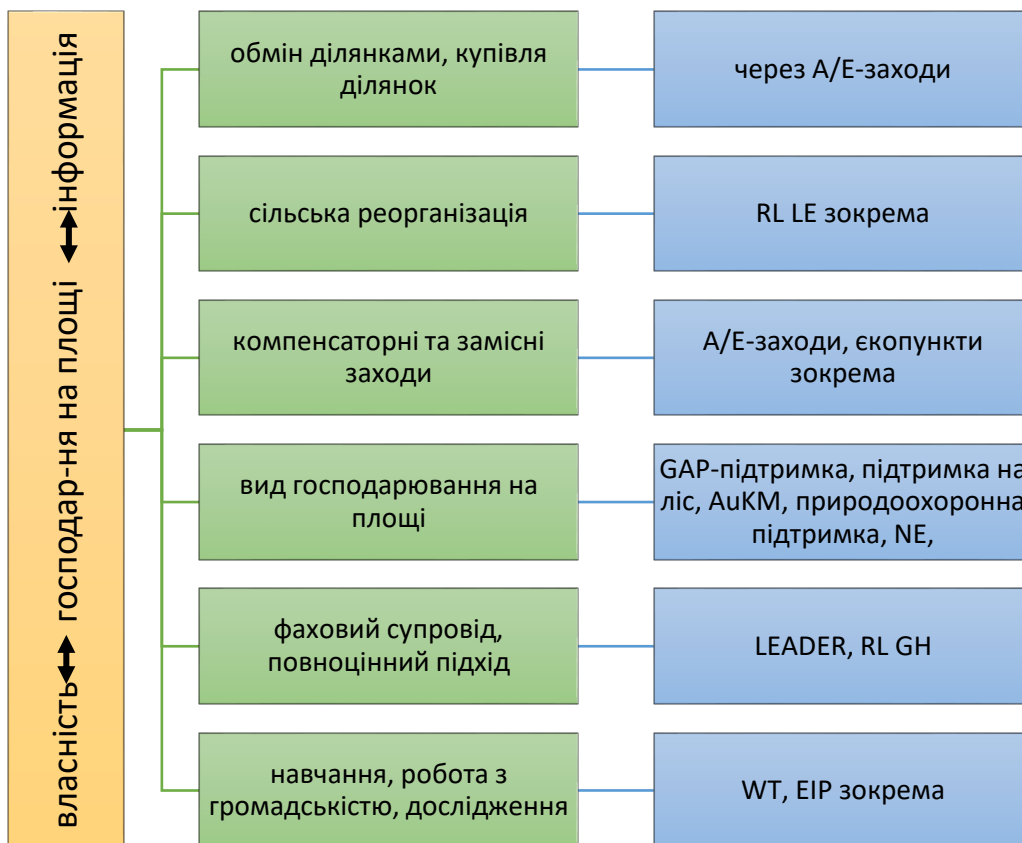 власність↔ господар-ня на площі ↔інформація
обмін ділянками, купівля
ділянок
через А/Е-заходи
сільська реорганізація
RL LE зокрема
компенсаторні та замісні
заходи
А/Е-заходи, єкопункти
зокрема
вид господарювання на
площі
GAP-підтримка, підтримка на
ліс, AuKM, природоохоронна
підтримка, NE,
фаховий супровід,
повноцінний підхід
LEADER, RL GH
навчання, робота з
громадськістю, дослідження
WT, EIP зокрема